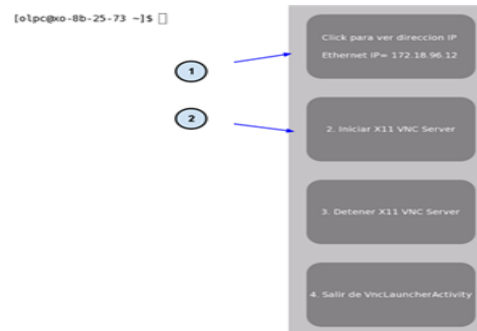 [olpc@xo-8b-25-73 ~]$
1
2
Click para ver direccion IP
Ethernet IP= 172.18.96.12
2. Iniciar X11 VNC Server
3. Detener X11 VNC Server
4. Salir de VncLauncherActivity